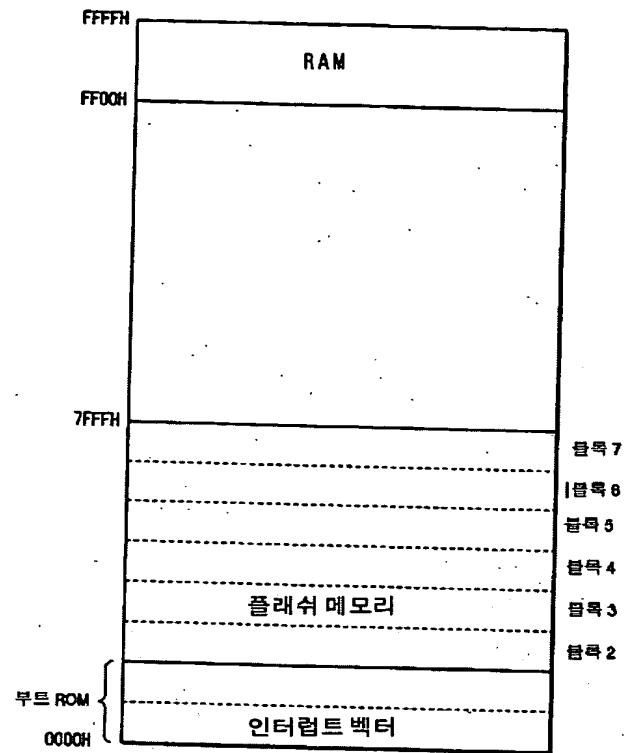 FFFFH
RAM
FF00H
7FFFH
블록 7
블록 6
블록 5
블록 4
플래쉬 메모리
블록 3
블록 2
부트 ROM
인터럽트 벡터
0000H